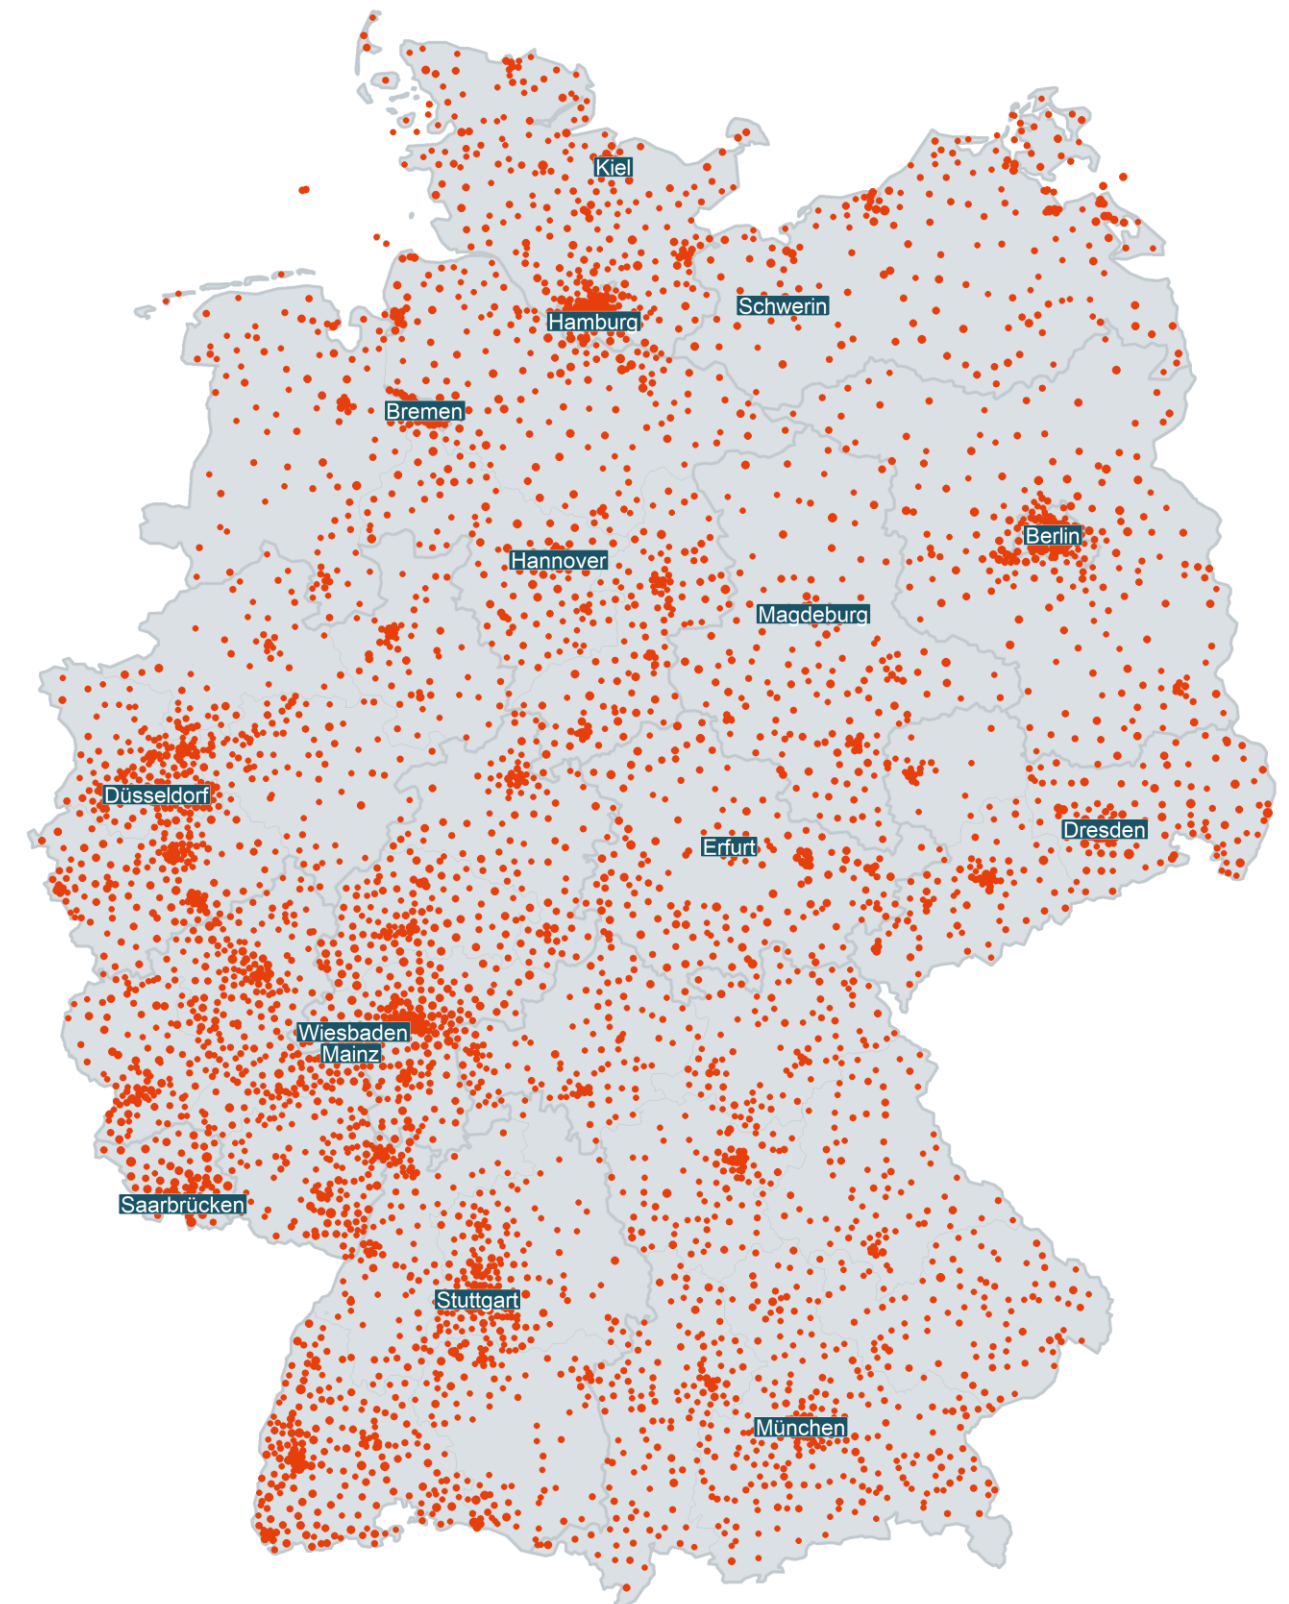 Kiel
Schwerin
Hamburg
Bremen
Berlin
Hannover
Magdeburg
Düsseldorf
Dresden
Erfurt
Wiesbaden
Mainz
Saarbrücken
Stuttgart
München